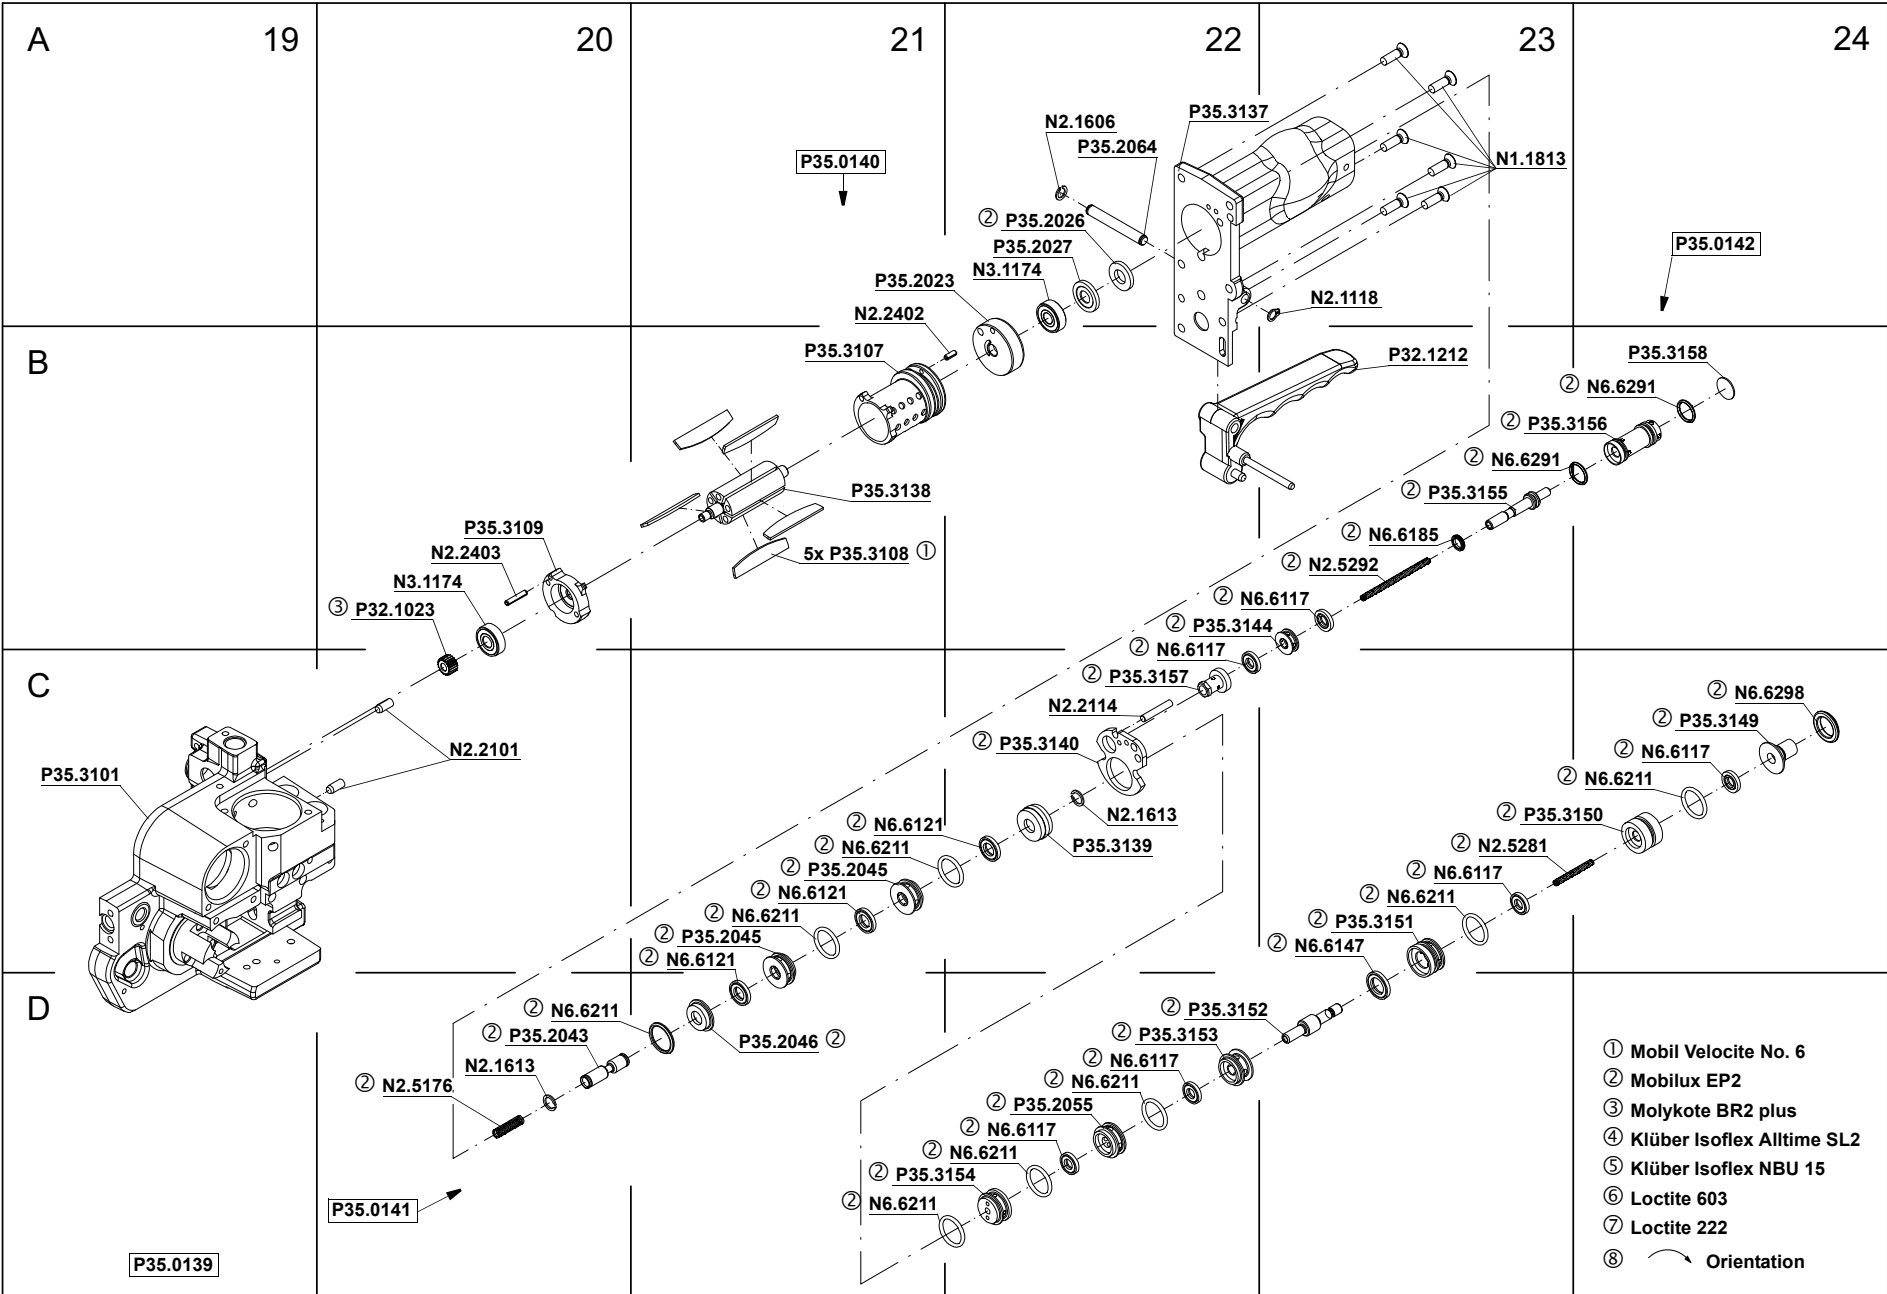 A 19 20 21 22 23 24
N2.1606
P35.3137
P35.2064
P35.0140
N1.1813
② P35.2026
P35.2027
N3.1174
P35.0142
P35.2023
N2.1118
N2.2402
B
P35.3107
P32.1212
P35.3158
② N6.6291
② P35.3156
② N6.6291
P35.3138
② P35.3155
P35.3109
② N6.6185
N2.2403
5x P35.3108 ①
② N2.5292
N3.1174
③ P32.1023
② N6.6117
② P35.3144
② N6.6117
C
② P35.3157
N2.2114
② N6.6298
② P35.3149
② P35.3140
N2.2101
② N6.6117
P35.3101
② N6.6211
N2.1613
② P35.3150
② N6.6121
P35.3139
② N6.6211
② N2.5281
② P35.2045
② N6.6117
② N6.6121
② N6.6211
② N6.6211
② P35.3151
② P35.2045
② N6.6147
② N6.6121
D
② N6.6211
② P35.3152
② P35.2043
P35.2046 ②
② P35.3153
N2.1613
② N6.6117
② N2.5176
② N6.6211
② P35.2055
② N6.6117
② N6.6211
② P35.3154
② N6.6211
P35.0141
P35.0139
① Mobil Velocite No. 6
② Mobilux EP2
③ Molykote BR2 plus
④ Klüber Isoflex Alltime SL2
⑤ Klüber Isoflex NBU 15
⑥ Loctite 603
⑦ Loctite 222
⑧ Orientation